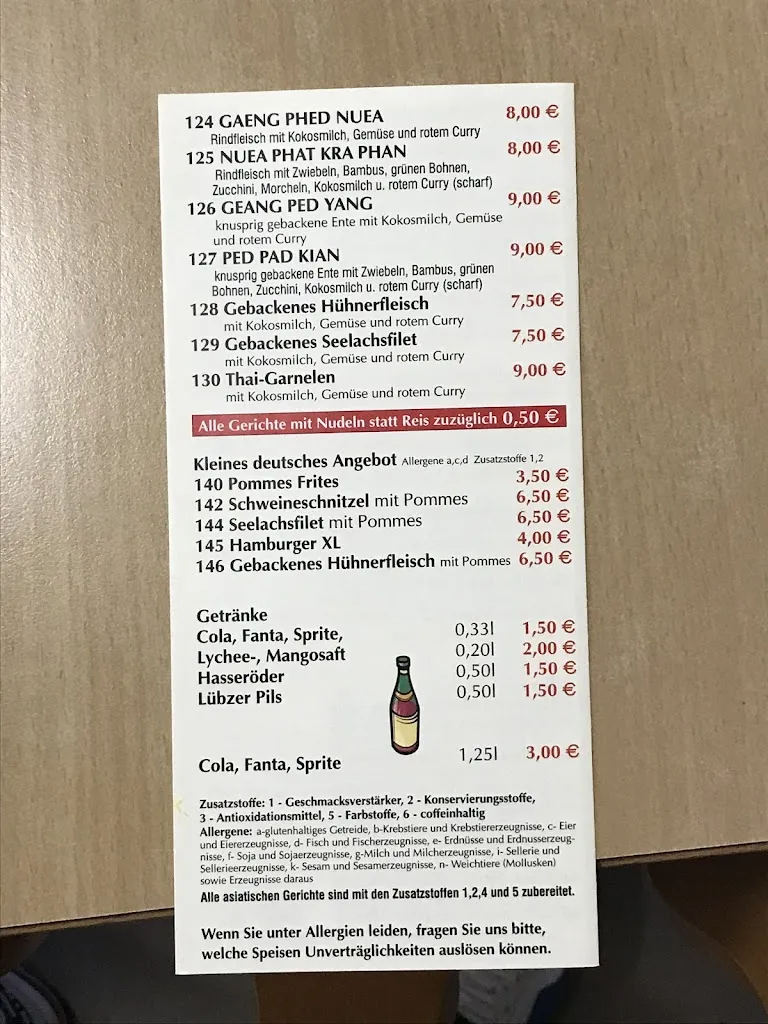 124 GAENG PHED NUEA 8,00 €
Rindfleisch mit Kokosmilch, Gemüse und rotem Curry
125 NUEA PHAT KRA PHAN 8,00 €
Rindfleisch mit Zwiebeln, Bambus, grünen Bohnen,
Zucchini, Morcheln, Kokosmilch u. rotem Curry (scharf)
126 GEANG PED YANG 9,00 €
knusprig gebackene Ente mit Kokosmilch, Gemüse
und rotem Curry
127 PED PAD KIAN 9,00 €
knusprig gebackene Ente mit Zwiebeln, Bambus, grünen
Bohnen, Zucchini, Kokosmilch u. rotem Curry (scharf)
128 Gebackenes Hühnerfleisch 7,50 €
mit Kokosmilch, Gemüse und rotem Curry
129 Gebackenes Seelachsfilet 7,50 €
mit Kokosmilch, Gemüse und rotem Curry
130 Thai-Garnelen 9,00 €
mit Kokosmilch, Gemüse und rotem Curry
Alle Gerichte mit Nudeln statt Reis zuzüglich 0,50 €
Kleines deutsches Angebot Allergene a,c,d Zusatzstoffe 1,2
140 Pommes Frites 3,50 €
142 Schweineschnitzel mit Pommes 6,50 €
144 Seelachsfilet mit Pommes 6,50 €
145 Hamburger XL 4,00 €
146 Gebackenes Hühnerfleisch mit Pommes 6,50 €
Getränke
Cola, Fanta, Sprite, 0,33l 1,50 €
Lychee-, Mangosaft 0,20l 2,00 €
Hasseröder 0,50l 1,50 €
Lübzer Pils 0,50l 1,50 €
Cola, Fanta, Sprite 1,25l 3,00 €
Zusatzstoffe: 1 - Geschmacksverstärker, 2 - Konservierungsstoffe,
3 - Antioxidationsmittel, 5 - Farbstoffe, 6 - coffeinhaltig
Allergene: a-glutenhaltiges Getreide, b-Krebstiere und Krebstiererzeugnisse, c- Eier
und Eiererzeugnisse, d- Fisch und Fischerzeugnisse, e- Erdnüsse und Erdnusserzeug-
nisse, f- Soja und Sojaerzeugnisse, g-Milch und Milcherzeugnisse, i- Sellerie und
Sellerieerzeugnisse, k- Sesam und Sesamerzeugnisse, n- Weichtiere (Mollusken)
sowie Erzeugnisse daraus
Alle asiatischen Gerichte sind mit den Zusatzstoffen 1,2,4 und 5 zubereitet.
Wenn Sie unter Allergien leiden, fragen Sie uns bitte,
welche Speisen Unverträglichkeiten auslösen können.